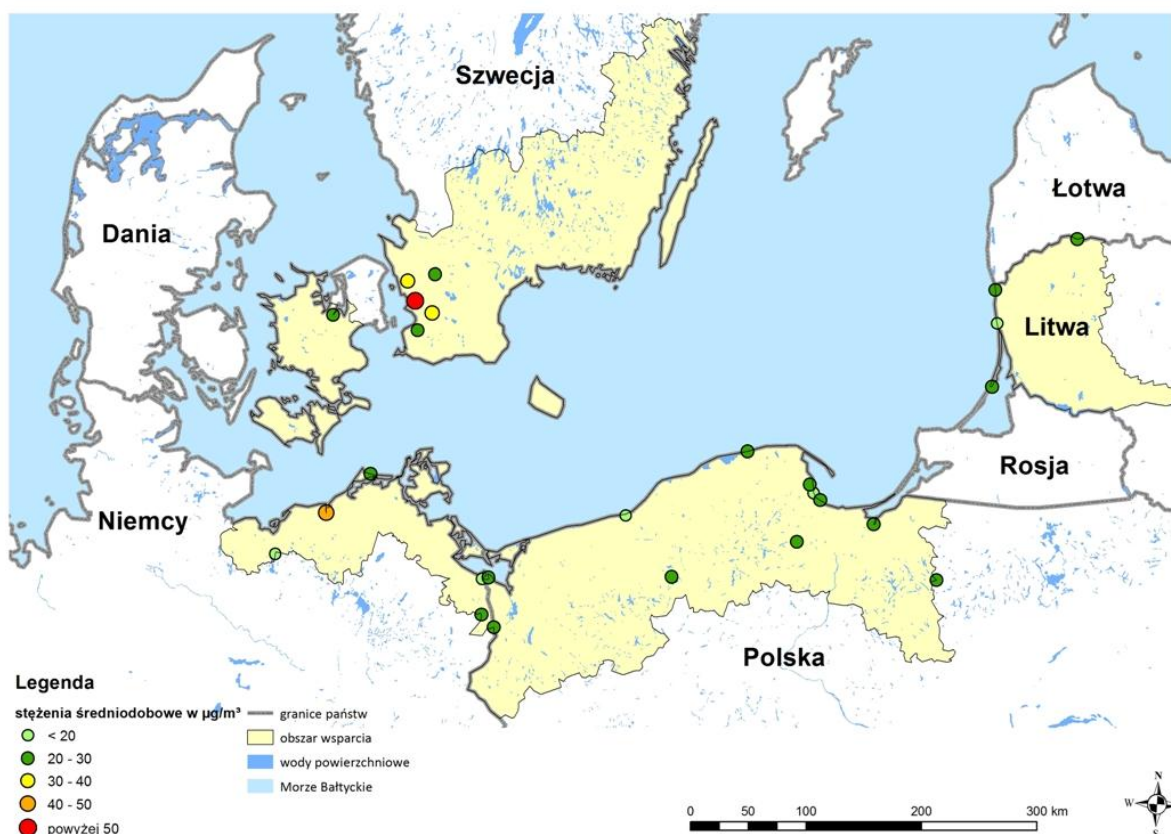 Szwecja
Łotwa
Dania
Litwa
Rosja
Niemcy
Polska
Legenda
stężenia średniodobowe w µg/m³
< 20
20 - 30
30 - 40
40 - 50
powyżej 50
granice państw
obszar wsparcia
wody powierzchniowe
Morze Bałtyckie
0 50 100 200 300 km
N
W E
S